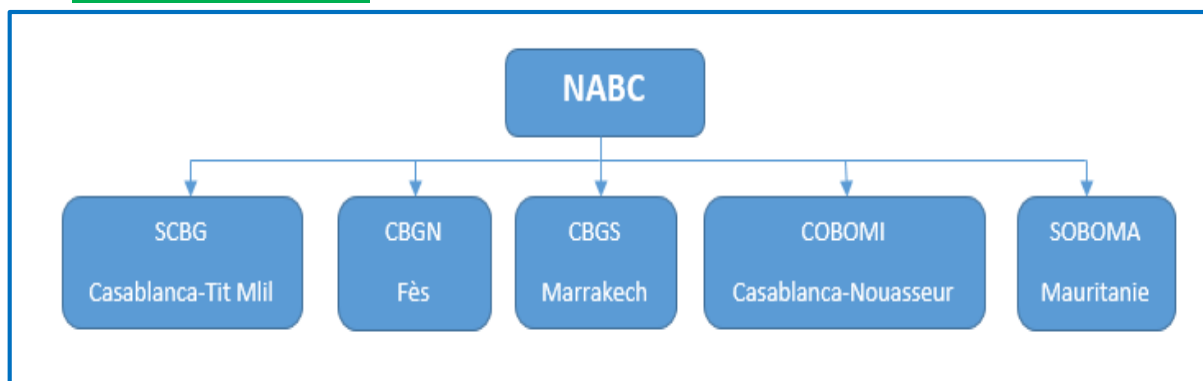 NABC
SCBG
Casablanca-Tit Mlil
CBGN
Fès
CBGS
Marrakech
COBOMI
Casablanca-Nouasseur
SOBOMA
Mauritanie